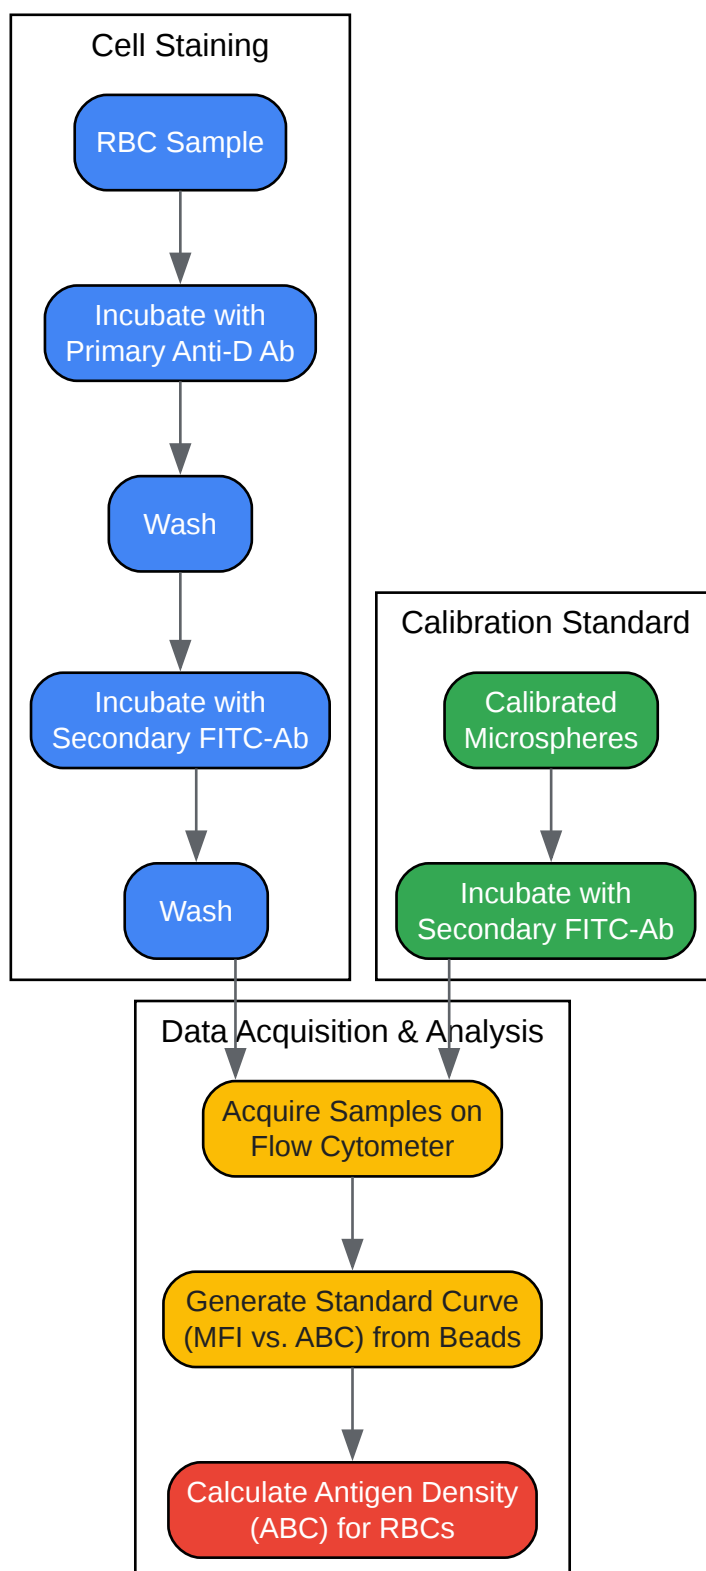 Cell Staining
RBC Sample
Incubate with
Primary Anti-D Ab
Wash
Incubate with
Secondary FITC-Ab
Wash
Calibration Standard
Calibrated
Microspheres
Incubate with
Secondary FITC-Ab
Data Acquisition & Analysis
Acquire Samples on
Flow Cytometer
Generate Standard Curve
(MFI vs. ABC) from Beads
Calculate Antigen Density
(ABC) for RBCs